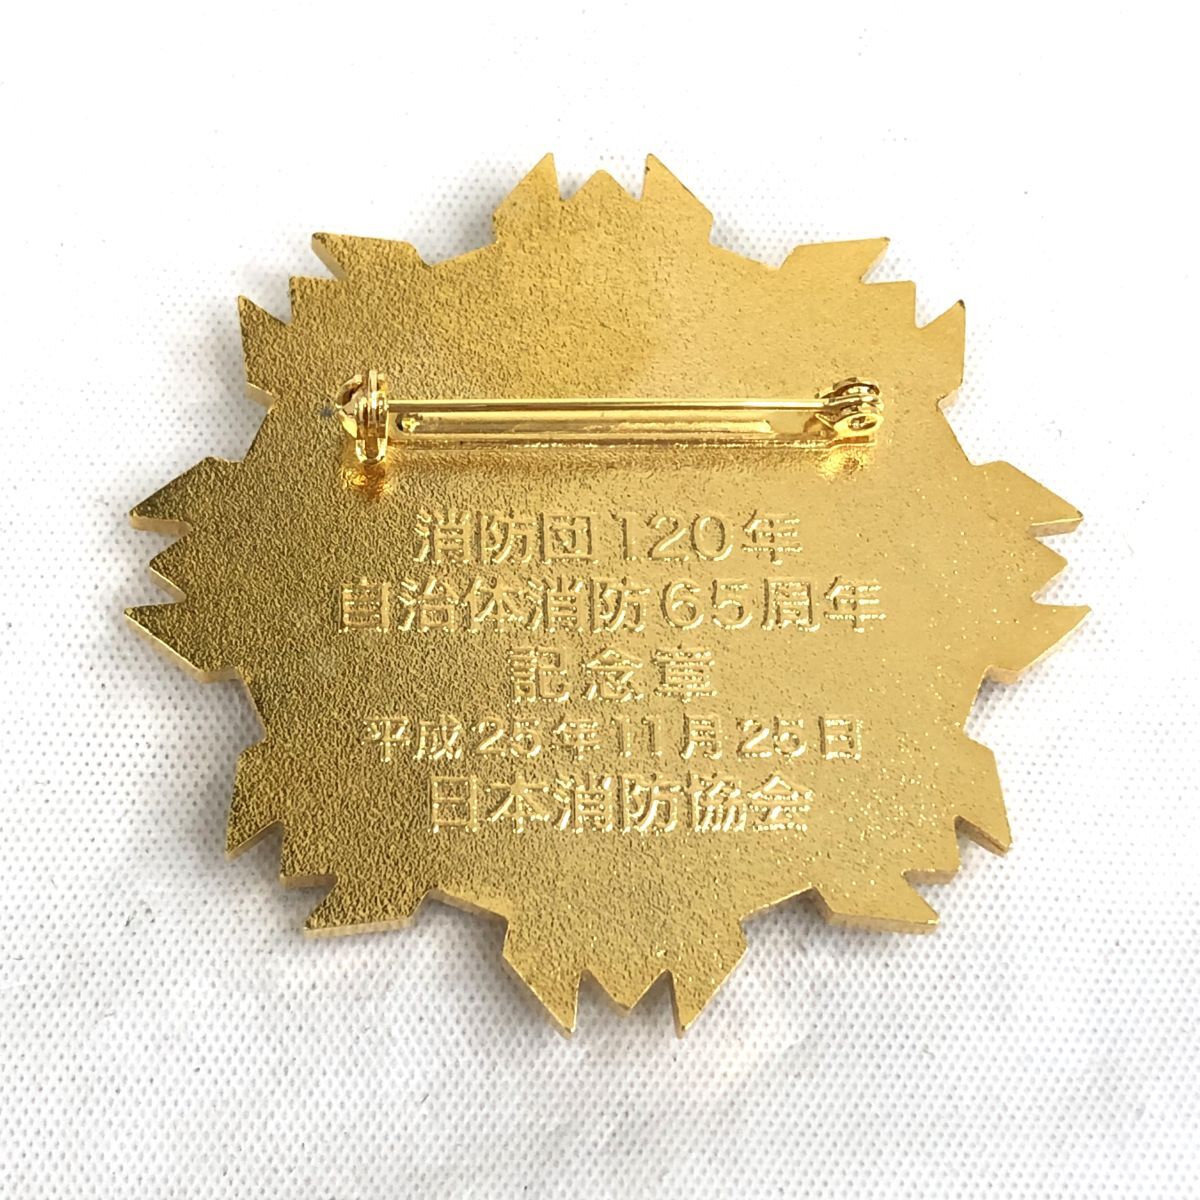 消防団120年
自治体消防65周年
記念章
平成25年11月25日
日本消防協会